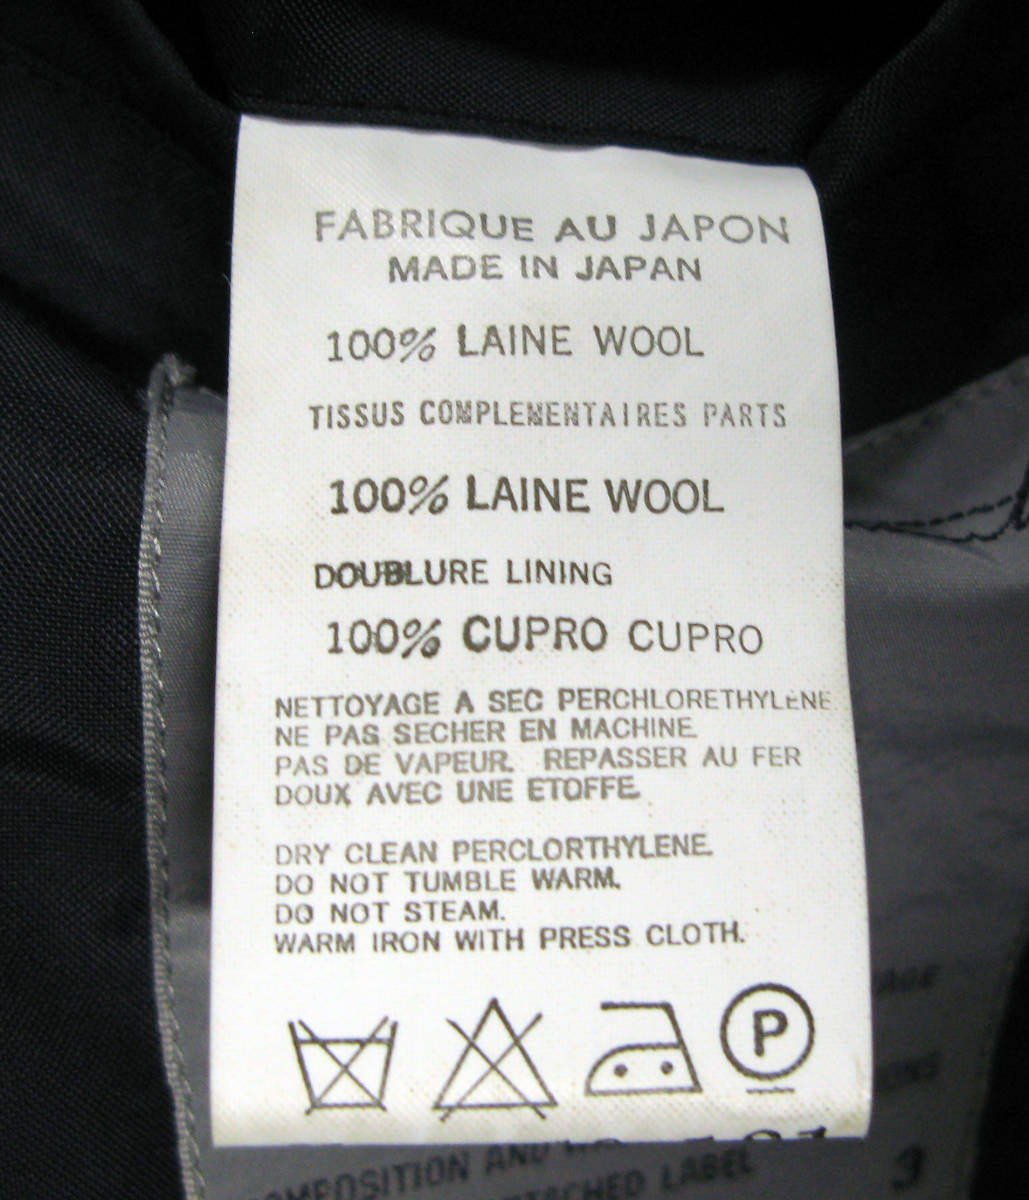 FABRIQUE AU JAPON
MADE IN JAPAN
100% LAINE WOOL
TISSUS COMPLEMENTAIRES PARTS
100% LAINE WOOL
DOUBLURE LINING
100% CUPRO CUPRO
NETTOYAGE A SEC PERCHLORETHYLENE
NE PAS SECHER EN MACHINE
PAS DE VAPEUR. REPASSER AU FER
DOUX AVEC UNE ETOFFE.
DRY CLEAN PERCLORTHYLENE.
DO NOT TUMBLE WARM.
DO NOT STEAM.
WARM IRON WITH PRESS CLOTH.
P
COMPOSITION AND
LABEL
3